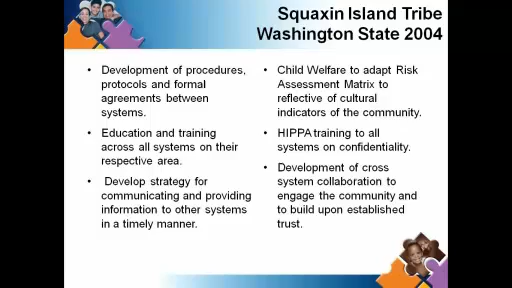 Squaxin Island Tribe
Washington State 2004
• Development of procedures,
protocols and formal
agreements between
systems.
• Education and training
across all systems on their
respective area.
• Develop strategy for
communicating and providing
information to other systems
in a timely manner.
• Child Welfare to adapt Risk
Assessment Matrix to
reflective of cultural
indicators of the community.
• HIPPA training to all
systems on confidentiality.
• Development of cross
system collaboration to
engage the community and
to build upon established
trust.